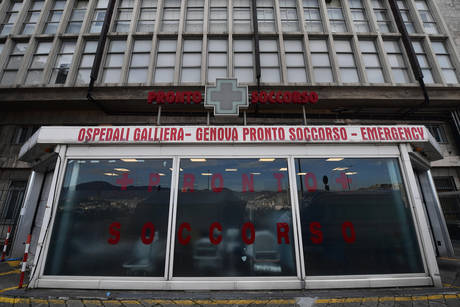 PRONTO SOCCORSO
OSPEDALI GALLIERA - GENOVA PRONTO SOCCORSO - EMERGENCY
PRONTO
SOCCORSO